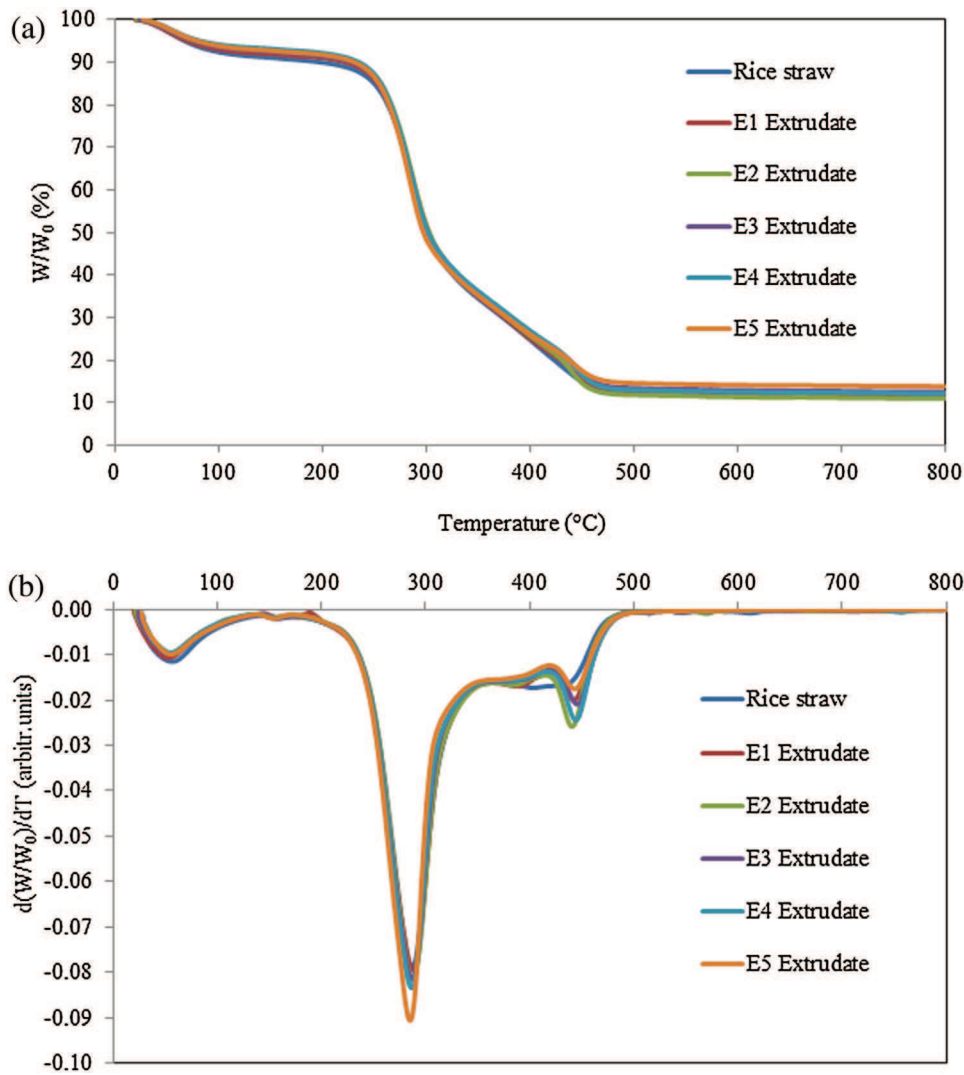 (a)
100
90
80
70
60
50
40
30
20
10
0
W/W₀ (%)
Rice straw
E1 Extrudate
E2 Extrudate
E3 Extrudate
E4 Extrudate
E5 Extrudate
0 100 200 300 400 500 600 700 800
Temperature (°C)
(b)
0 100 200 300 400 500 600 700 800
0.00
-0.01
-0.02
-0.03
-0.04
-0.05
-0.06
-0.07
-0.08
-0.09
-0.10
d(W/W₀)/dT (arbitr.units)
Rice straw
E1 Extrudate
E2 Extrudate
E3 Extrudate
E4 Extrudate
E5 Extrudate